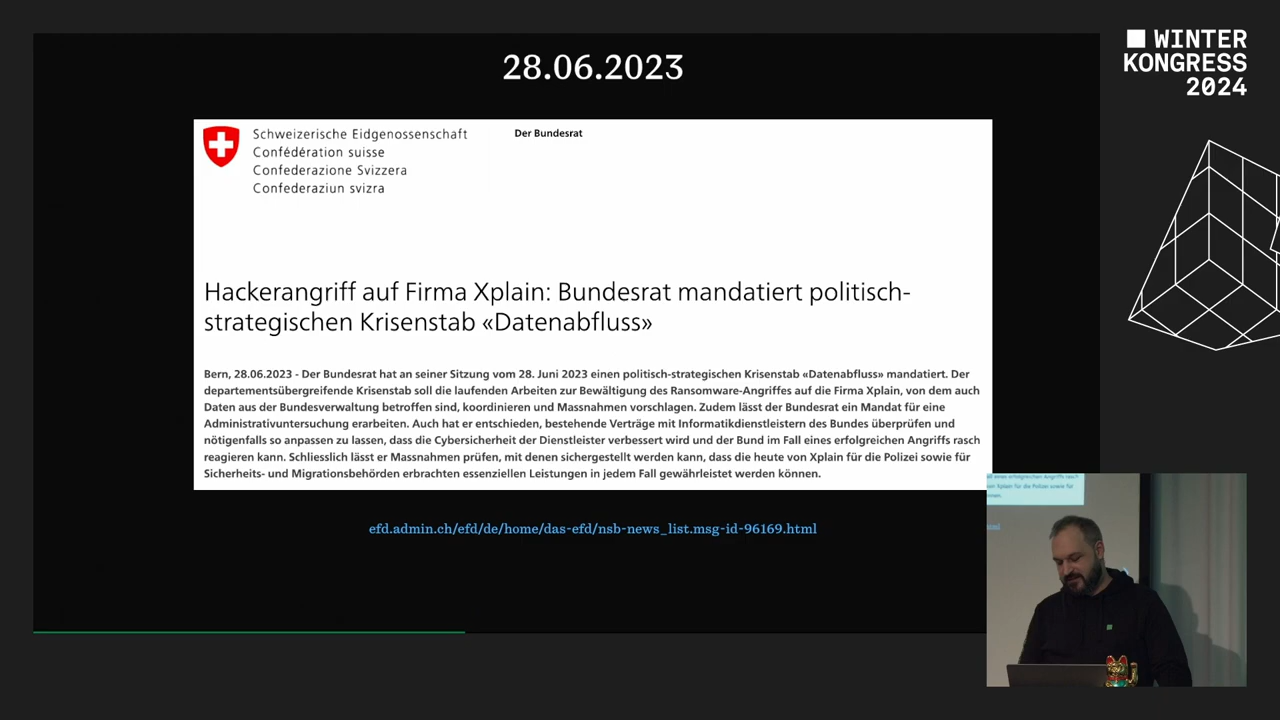 28.06.2023
WINTER
KONGRESS
2024
Schweizerische Eidgenossenschaft
Confédération suisse
Confederazione Svizzera
Confederaziun svizra
Der Bundesrat
Hackerangriff auf Firma Xplain: Bundesrat mandatiert politisch-
strategischen Krisenstab «Datenabfluss»
Bern, 28.06.2023 - Der Bundesrat hat an seiner Sitzung vom 28. Juni 2023 einen politisch-strategischen Krisenstab «Datenabfluss» mandatiert. Der
departementsübergreifende Krisenstab soll die laufenden Arbeiten zur Bewältigung des Ransomware-Angriffes auf die Firma Xplain, von dem auch
Daten aus der Bundesverwaltung betroffen sind, koordinieren und Massnahmen vorschlagen. Zudem lässt der Bundesrat ein Mandat für eine
Administrativuntersuchung erarbeiten. Auch hat er entschieden, bestehende Verträge mit Informatikdienstleistern des Bundes überprüfen und
nötigenfalls so anpassen zu lassen, dass die Cybersicherheit der Dienstleister verbessert wird und der Bund im Fall eines erfolgreichen Angriffs rasch
reagieren kann. Schliesslich lässt er Massnahmen prüfen, mit denen sichergestellt werden kann, dass die heute von Xplain für die Polizei sowie für
Sicherheits- und Migrationsbehörden erbrachten essenziellen Leistungen in jedem Fall gewährleistet werden können.
efd.admin.ch/efd/de/home/das-efd/nsb-news_list.msg-id-96169.html